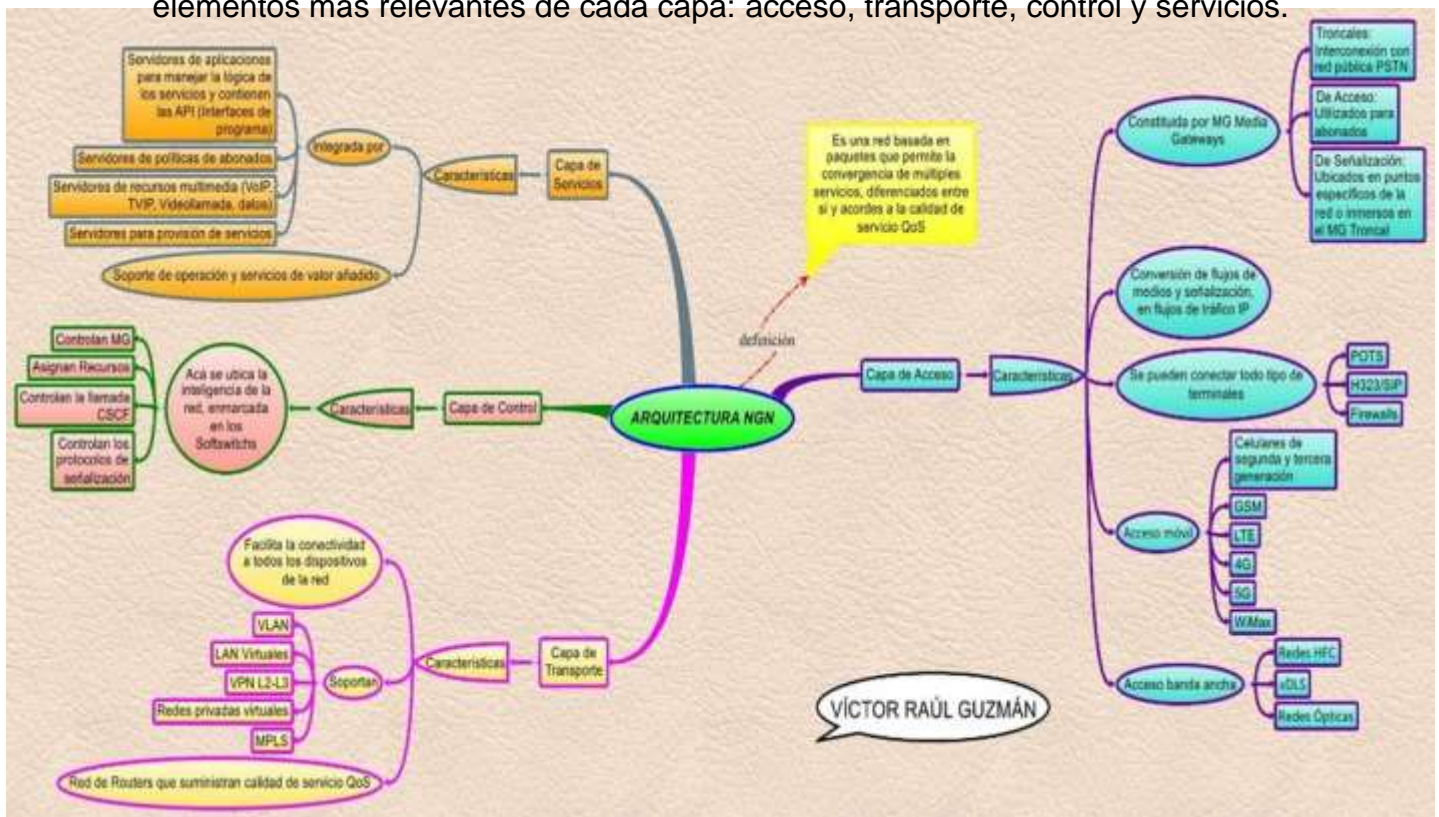 elementos más relevantes de cada capa: acceso, transporte, control y servicios.
Servidores de aplicaciones
para manejar la lógica de
los servicios y contienen
las API (Interfaces de
programa)
Servidores de políticas de abonados
Servidores de recursos multimedia (VoIP,
TVIP, Videollamada, datos)
Servidores para provisión de servicios
Integrada por
Soporte de operación y servicios de valor añadido
Características
Capa de
Servicios
Es una red basada en
paquetes que permite la
convergencia de múltiples
servicios, diferenciados entre
si y acordes a la calidad de
servicio QoS
definición
ARQUITECTURA NGN
Controlan MG
Asignan Recursos
Controlan la llamada
CSCF
Controlan los
protocolos de
señalización
Acá se ubica la
inteligencia de la
red, enmarcada
en los
Softswitchs
Características
Capa de Control
Facilita la conectividad
a todos los dispositivos
de la red
VLAN
LAN Virtuales
VPN L2-L3
Redes privadas virtuales
MPLS
Soportan
Red de Routers que suministran calidad de servicio QoS
Características
Capa de
Transporte
Capa de Acceso
Características
Constituida por MG Media
Gateways
Troncales:
Interconexión con
red pública PSTN
De Acceso:
Utilizados para
abonados
De Señalización:
Ubicados en puntos
específicos de la
red o inmersos en
el MG Troncal
Conversión de flujos de
medios y señalización,
en flujos de tráfico IP
Se pueden conectar todo tipo de
terminales
POTS
H323/SIP
Firewalls
Acceso móvil
Celulares de
segunda y tercera
generación
GSM
LTE
4G
5G
WiMax
Acceso banda ancha
Redes HFC
xDLS
Redes Ópticas
VÍCTOR RAÚL GUZMÁN